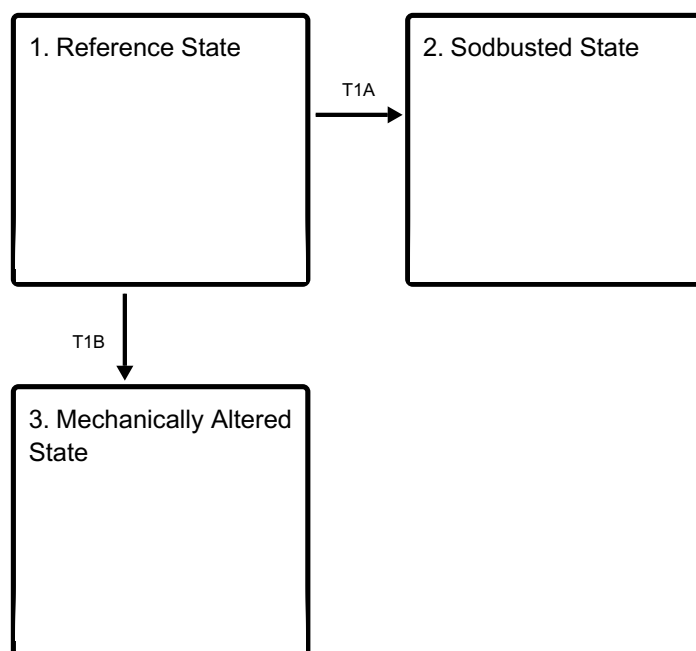 1. Reference State
2. Sodbusted State
T1A
T1B
3. Mechanically Altered
State